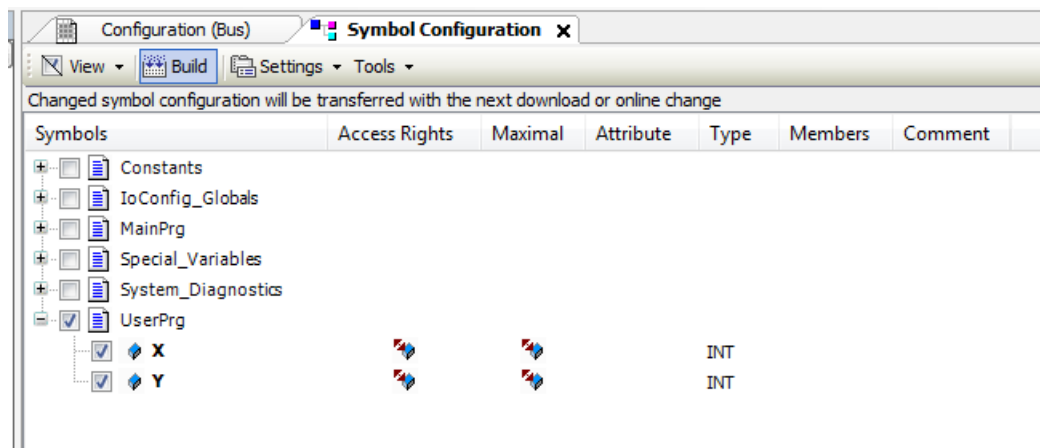 Configuration (Bus) Symbol Configuration
View Build Settings Tools
Changed symbol configuration will be transferred with the next download or online change
Symbols Access Rights Maximal Attribute Type Members Comment
Constants
IoConfig_Globals
MainPrg
Special_Variables
System_Diagnostics
UserPrg
X INT
Y INT